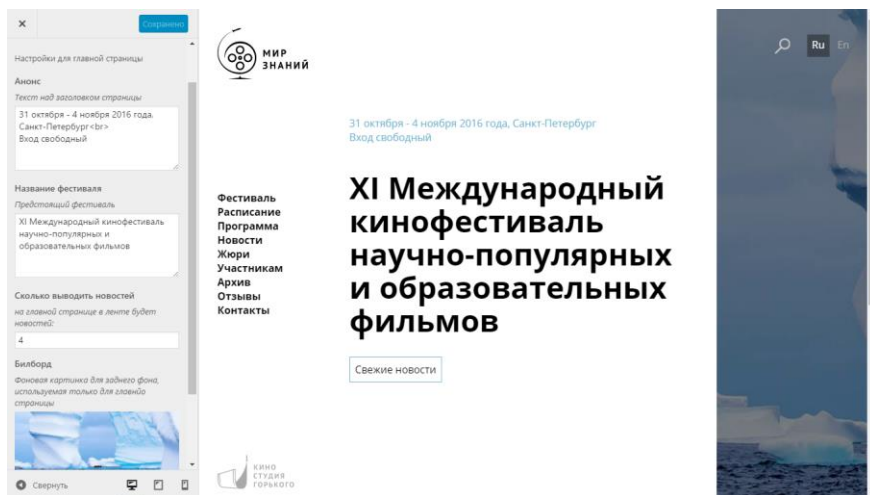 Сохранено
Настройки для главной страницы
Анонс
Текст над заголовком страницы
31 октября - 4 ноября 2016 года.
Санкт-Петербург<br>
Вход свободный
Название фестиваля
Предстоящий фестиваль
XI Международный кинофестиваль
научно-популярных и
образовательных фильмов
Сколько выводить новостей
на главной странице в ленте будет
новостей:
4
Билборд
Фоновая картинка для заднего фона,
используемая только для главнйо
страницы
Свернуть
МИР
ЗНАНИЙ
Фестиваль
Расписание
Программа
Новости
Жюри
Участникам
Архив
Отзывы
Контакты
КИНО
СТУДИЯ
ГОРЬКОГО
31 октября - 4 ноября 2016 года, Санкт-Петербург
Вход свободный
XI Международный
кинофестиваль
научно-популярных
и образовательных
фильмов
Свежие новости
Ru En